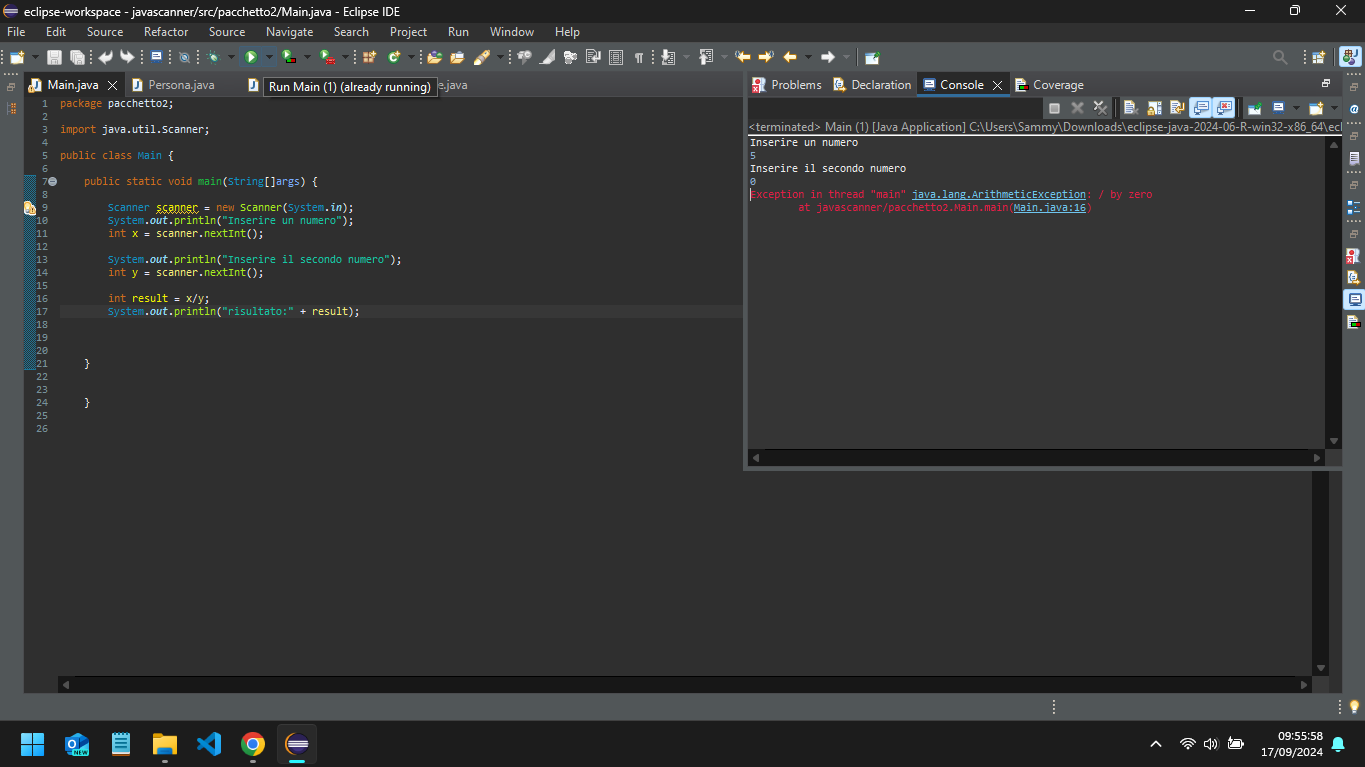 eclipse-workspace - javascanner/src/pacchetto2/Main.java - Eclipse IDE
File Edit Source Refactor Source Navigate Search Project Run Window Help
Main.java Persona.java Run Main (1) (already running) e.java
Problems Declaration Console Coverage
1 package pacchetto2;
2
3 import java.util.Scanner;
4
5 public class Main {
6
7 public static void main(String[]args) {
8
9 Scanner scanner = new Scanner(System.in);
10 System.out.println("Inserire un numero");
11 int x = scanner.nextInt();
12
13 System.out.println("Inserire il secondo numero");
14 int y = scanner.nextInt();
15
16 int result = x/y;
17 System.out.println("risultato:" + result);
18
19
20
21 }
22
23
24 }
25
26
<terminated> Main (1) [Java Application] C:\Users\Sammy\Downloads\eclipse-java-2024-06-R-win32-x86_64\ecl
Inserire un numero
5
Inserire il secondo numero
0
Exception in thread "main" java.lang.ArithmeticException: / by zero
at javascanner/pacchetto2.Main.main(Main.java:16)
NEW
09:55:58
17/09/2024